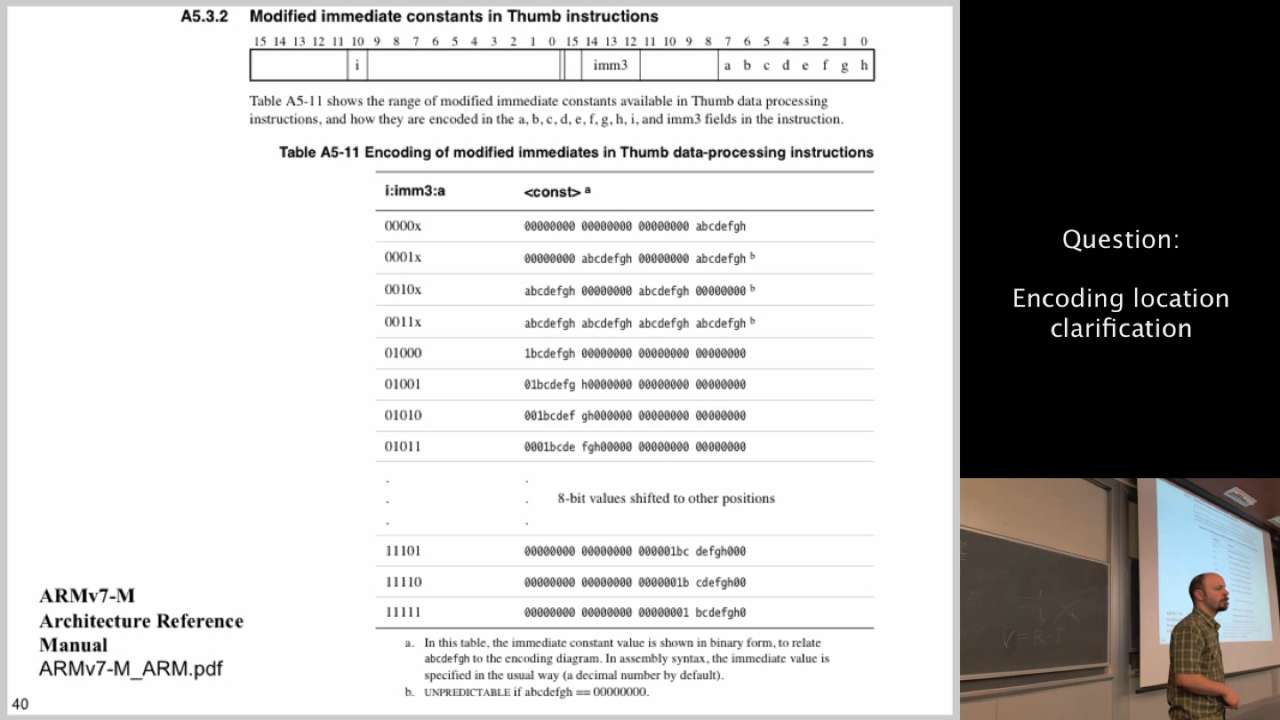 A5.3.2 Modified immediate constants in Thumb instructions
15 14 13 12 11 10 9 8 7 6 5 4 3 2 1 0 15 14 13 12 11 10 9 8 7 6 5 4 3 2 1 0
i imm3 a b c d e f g h
Table A5-11 shows the range of modified immediate constants available in Thumb data processing
instructions, and how they are encoded in the a, b, c, d, e, f, g, h, i, and imm3 fields in the instruction.
Table A5-11 Encoding of modified immediates in Thumb data-processing instructions
i:imm3:a <const> a
0000x 00000000 00000000 00000000 abcdefgh
0001x 00000000 abcdefgh 00000000 abcdefgh b
0010x abcdefgh 00000000 abcdefgh 00000000 b
0011x abcdefgh abcdefgh abcdefgh abcdefgh b
01000 1bcdefgh 00000000 00000000 00000000
01001 01bcdefg h0000000 00000000 00000000
01010 001bcdef gh000000 00000000 00000000
01011 0001bcde fgh00000 00000000 00000000
. .
. . 8-bit values shifted to other positions
. .
11101 00000000 00000000 000001bc defgh000
11110 00000000 00000000 0000001b cdefgh00
11111 00000000 00000000 00000001 bcdefgh0
a. In this table, the immediate constant value is shown in binary form, to relate
abcdefgh to the encoding diagram. In assembly syntax, the immediate value is
specified in the usual way (a decimal number by default).
b. UNPREDICTABLE if abcdefgh == 00000000.
ARMv7-M
Architecture Reference
Manual
ARMv7-M_ARM.pdf
40
Question:
Encoding location
clarification
V=R·I